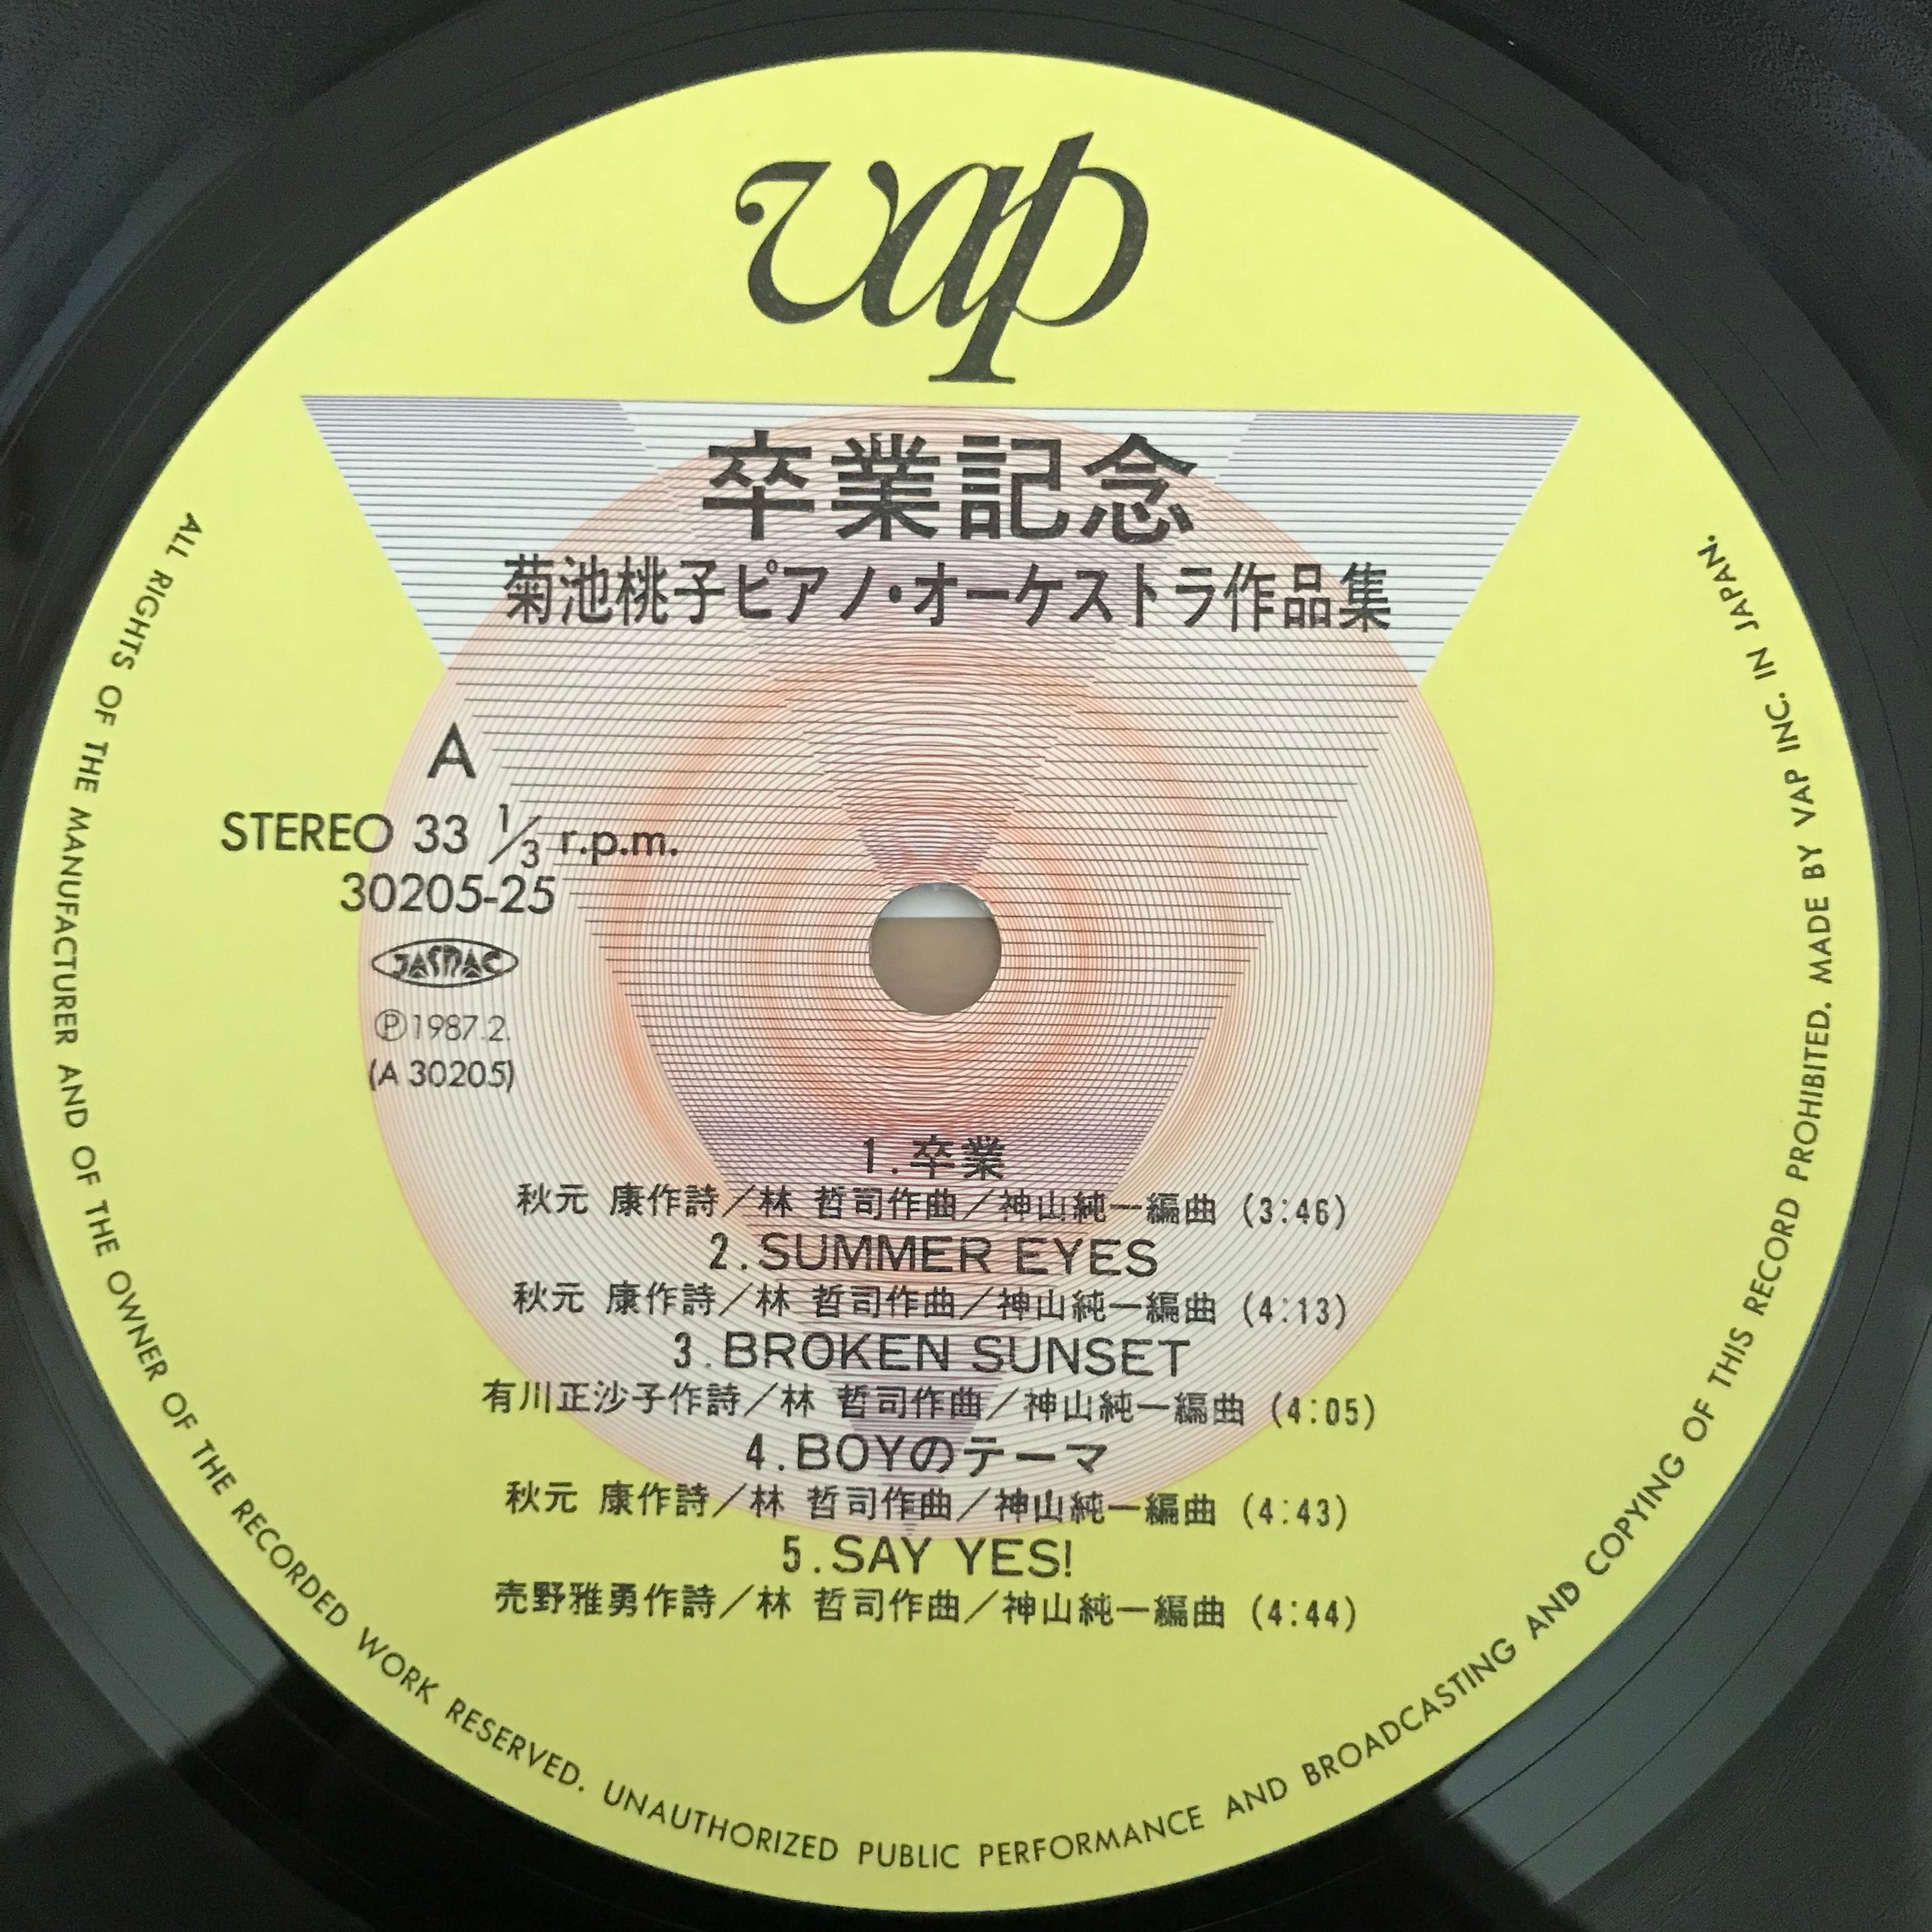 vap
卒業記念
菊池桃子ピアノ・オーケストラ作品集
A
STEREO 33 1/3 r.p.m.
30205-25
JASRAC
Ⓟ1987.2.
(A 30205)
1.卒業
秋元 康作詩／林 哲司作曲／神山純一編曲 (3:46)
2.SUMMER EYES
秋元 康作詩／林 哲司作曲／神山純一編曲 (4:13)
3.BROKEN SUNSET
有川正沙子作詩／林 哲司作曲／神山純一編曲 (4:05)
4.BOYのテーマ
秋元 康作詩／林 哲司作曲／神山純一編曲 (4:43)
5.SAY YES!
売野雅勇作詩／林 哲司作曲／神山純一編曲 (4:44)
ALL RIGHTS OF THE MANUFACTURER AND OF THE OWNER OF THE RECORDED WORK RESERVED. UNAUTHORIZED PUBLIC PERFORMANCE AND BROADCASTING AND COPYING OF THIS RECORD PROHIBITED. MADE BY VAP INC. IN JAPAN.